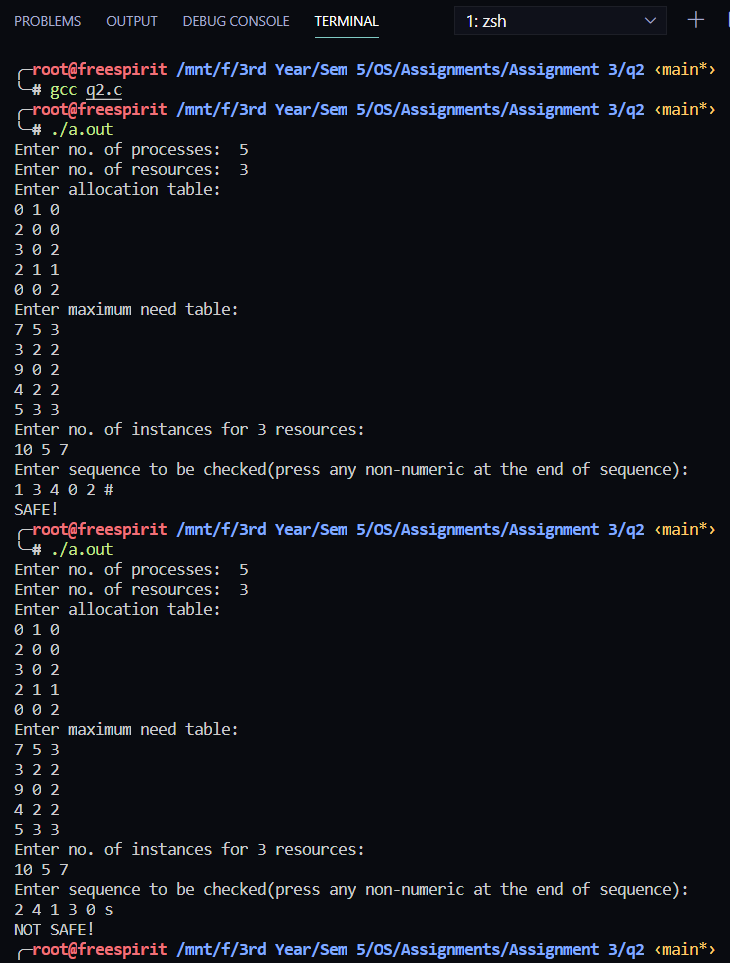 PROBLEMS OUTPUT DEBUG CONSOLE TERMINAL 1: zsh
╭─root@freespirit /mnt/f/3rd Year/Sem 5/OS/Assignments/Assignment 3/q2 ‹main*›
╰─# gcc q2.c
╭─root@freespirit /mnt/f/3rd Year/Sem 5/OS/Assignments/Assignment 3/q2 ‹main*›
╰─# ./a.out
Enter no. of processes:  5
Enter no. of resources:  3
Enter allocation table:
0 1 0
2 0 0
3 0 2
2 1 1
0 0 2
Enter maximum need table:
7 5 3
3 2 2
9 0 2
4 2 2
5 3 3
Enter no. of instances for 3 resources:
10 5 7
Enter sequence to be checked(press any non-numeric at the end of sequence):
1 3 4 0 2 #
SAFE!
╭─root@freespirit /mnt/f/3rd Year/Sem 5/OS/Assignments/Assignment 3/q2 ‹main*›
╰─# ./a.out
Enter no. of processes:  5
Enter no. of resources:  3
Enter allocation table:
0 1 0
2 0 0
3 0 2
2 1 1
0 0 2
Enter maximum need table:
7 5 3
3 2 2
9 0 2
4 2 2
5 3 3
Enter no. of instances for 3 resources:
10 5 7
Enter sequence to be checked(press any non-numeric at the end of sequence):
2 4 1 3 0 s
NOT SAFE!
╭─root@freespirit /mnt/f/3rd Year/Sem 5/OS/Assignments/Assignment 3/q2 ‹main*›